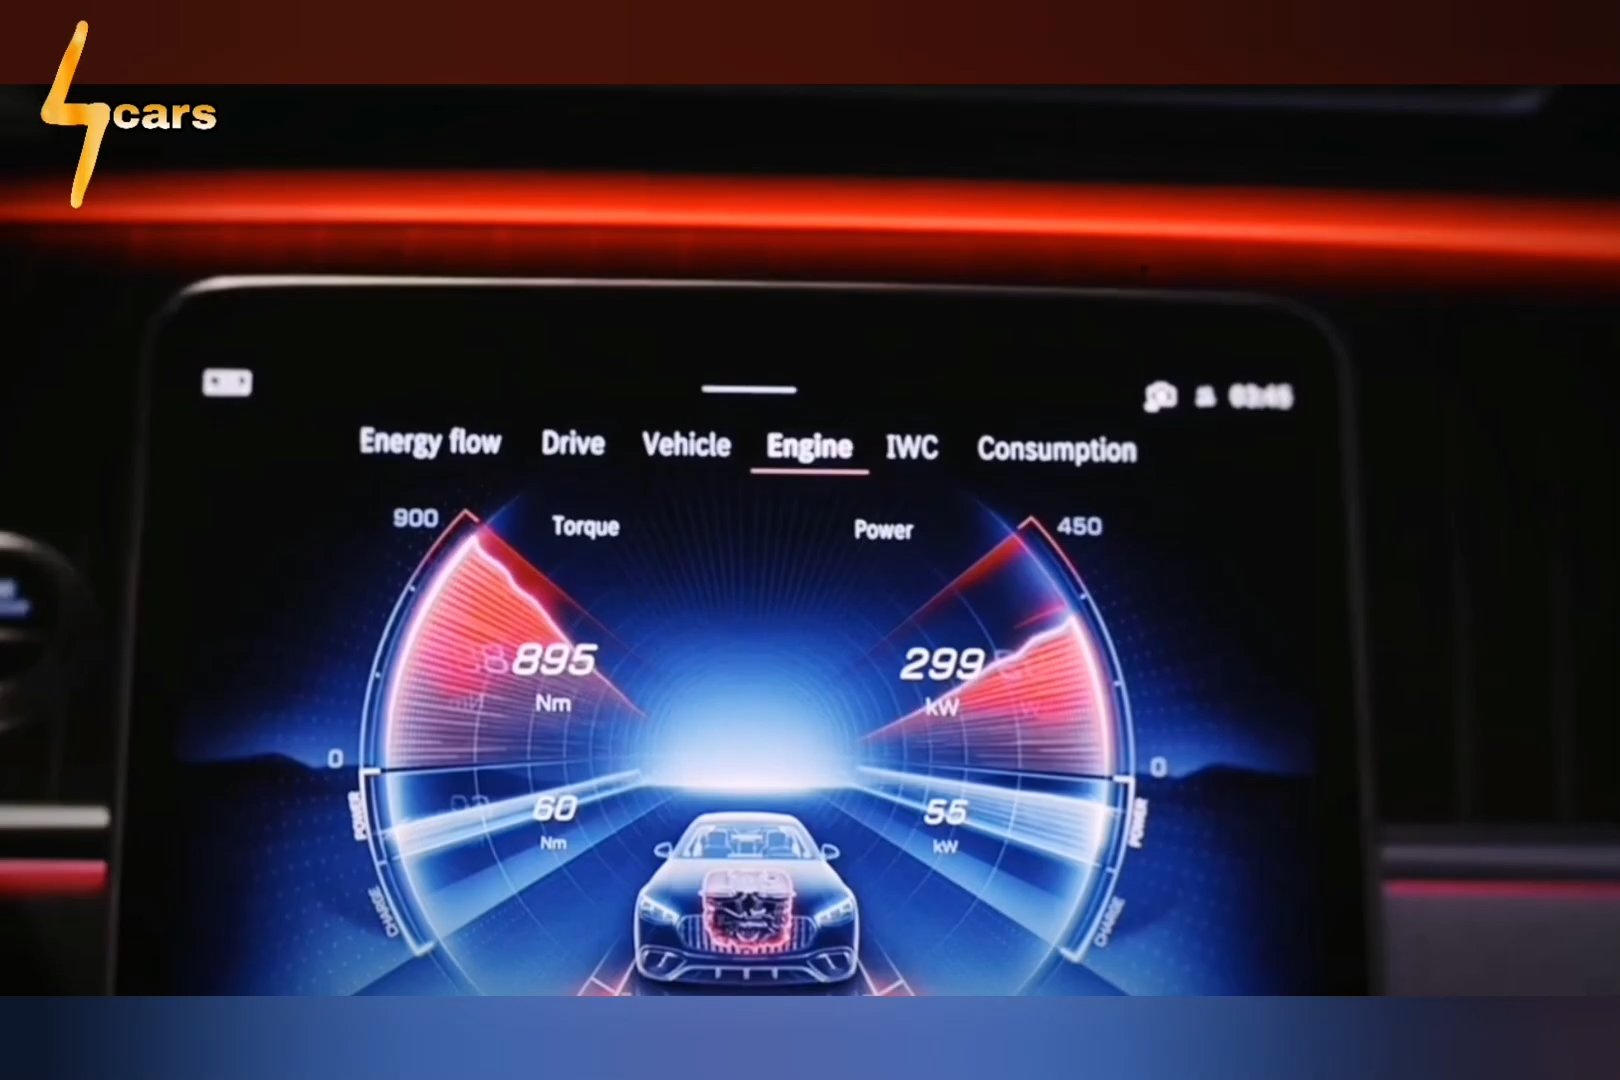 cars
Energy flow Drive Vehicle Engine IWC Consumption
900 Torque Power 450
895 299
Nm kW
0 0
60 55
Nm kW
POWER POWER
CHARGE CHARGE